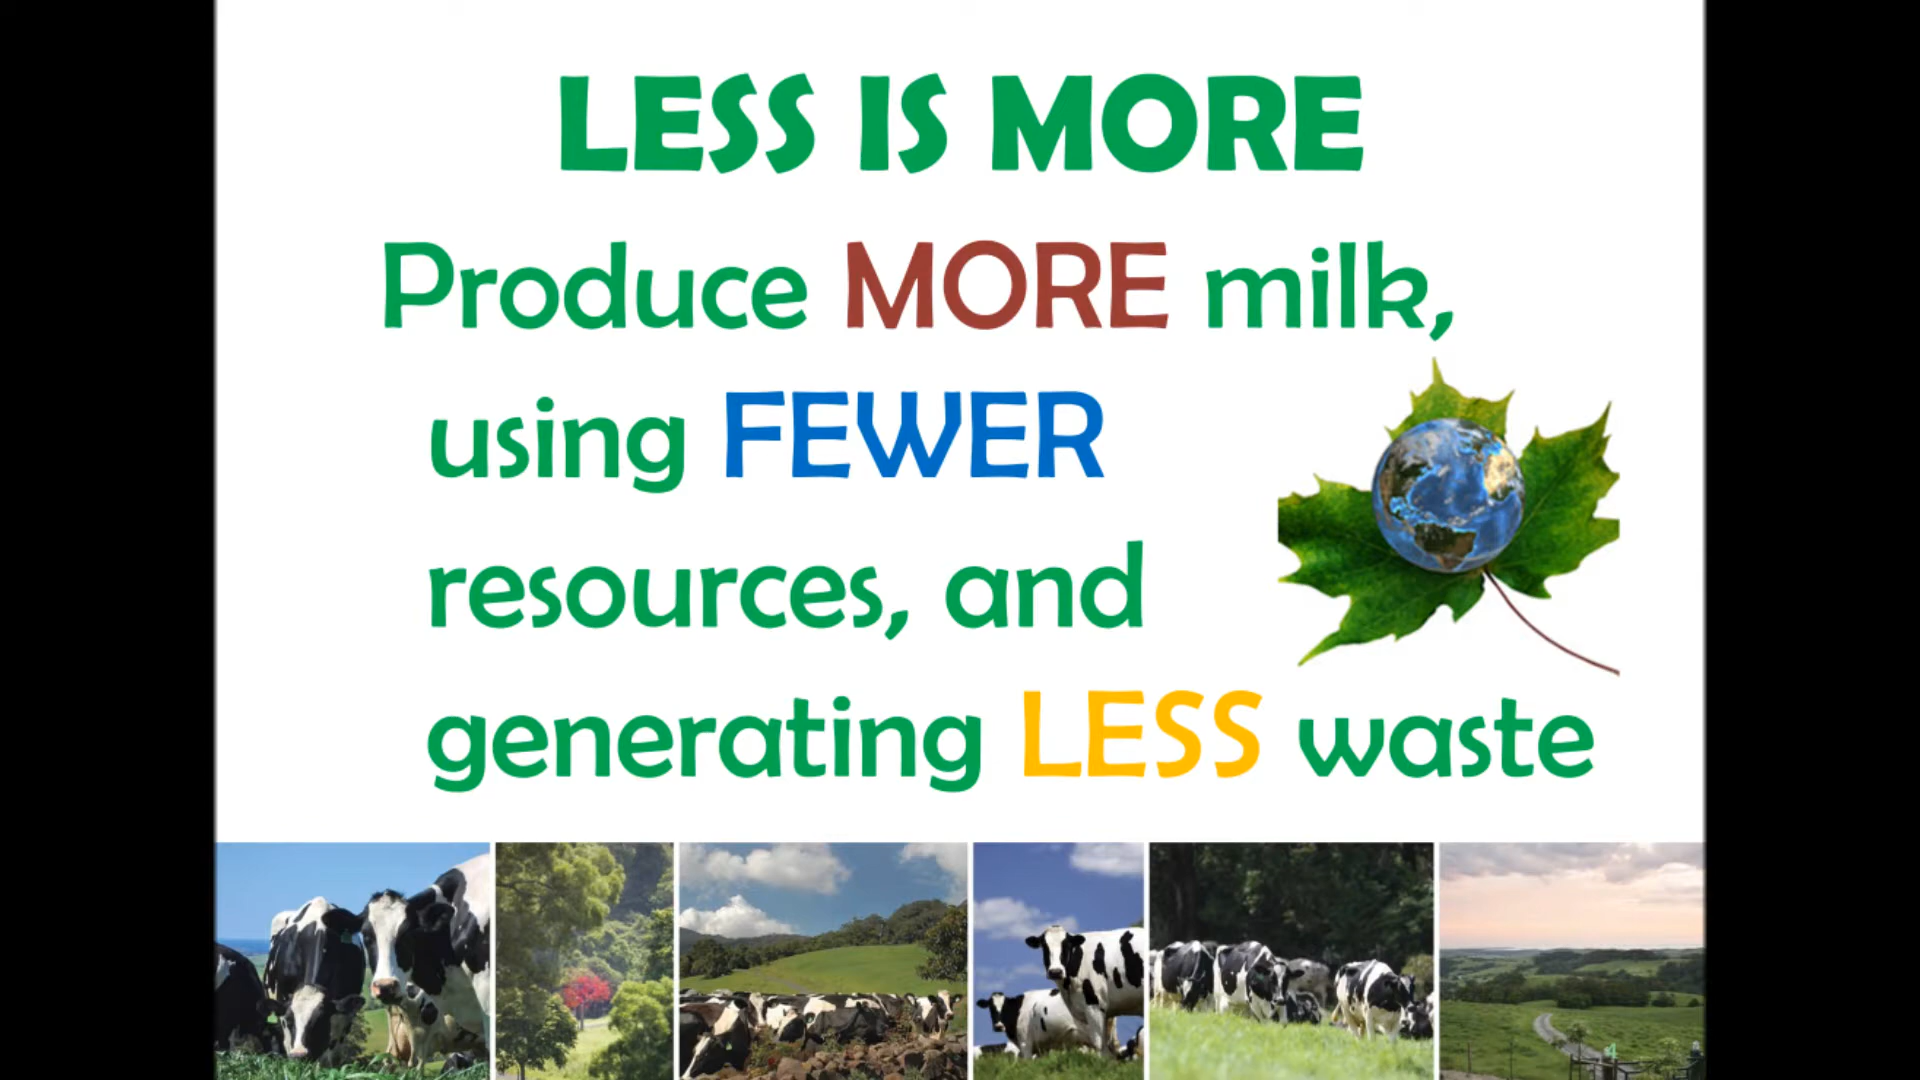 LESS IS MORE
Produce MORE milk,
using FEWER
resources, and
generating LESS waste